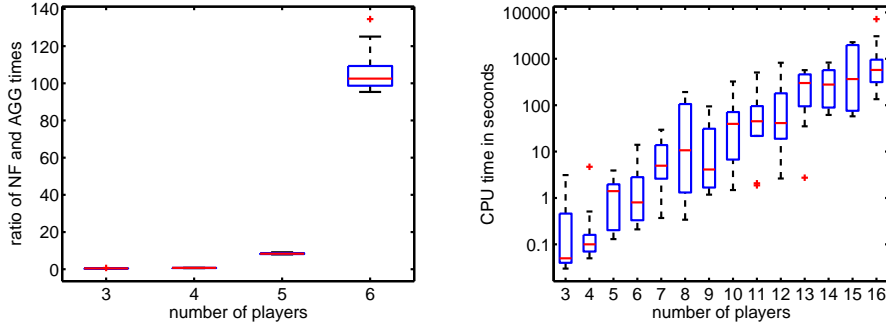 ratio of NF and AGG times
140
120
100
80
60
40
20
0
3 4 5 6
number of players
CPU time in seconds
10000
1000
100
10
1
0.1
3 4 5 6 7 8 9 10 11 12 13 14 15 16
number of players